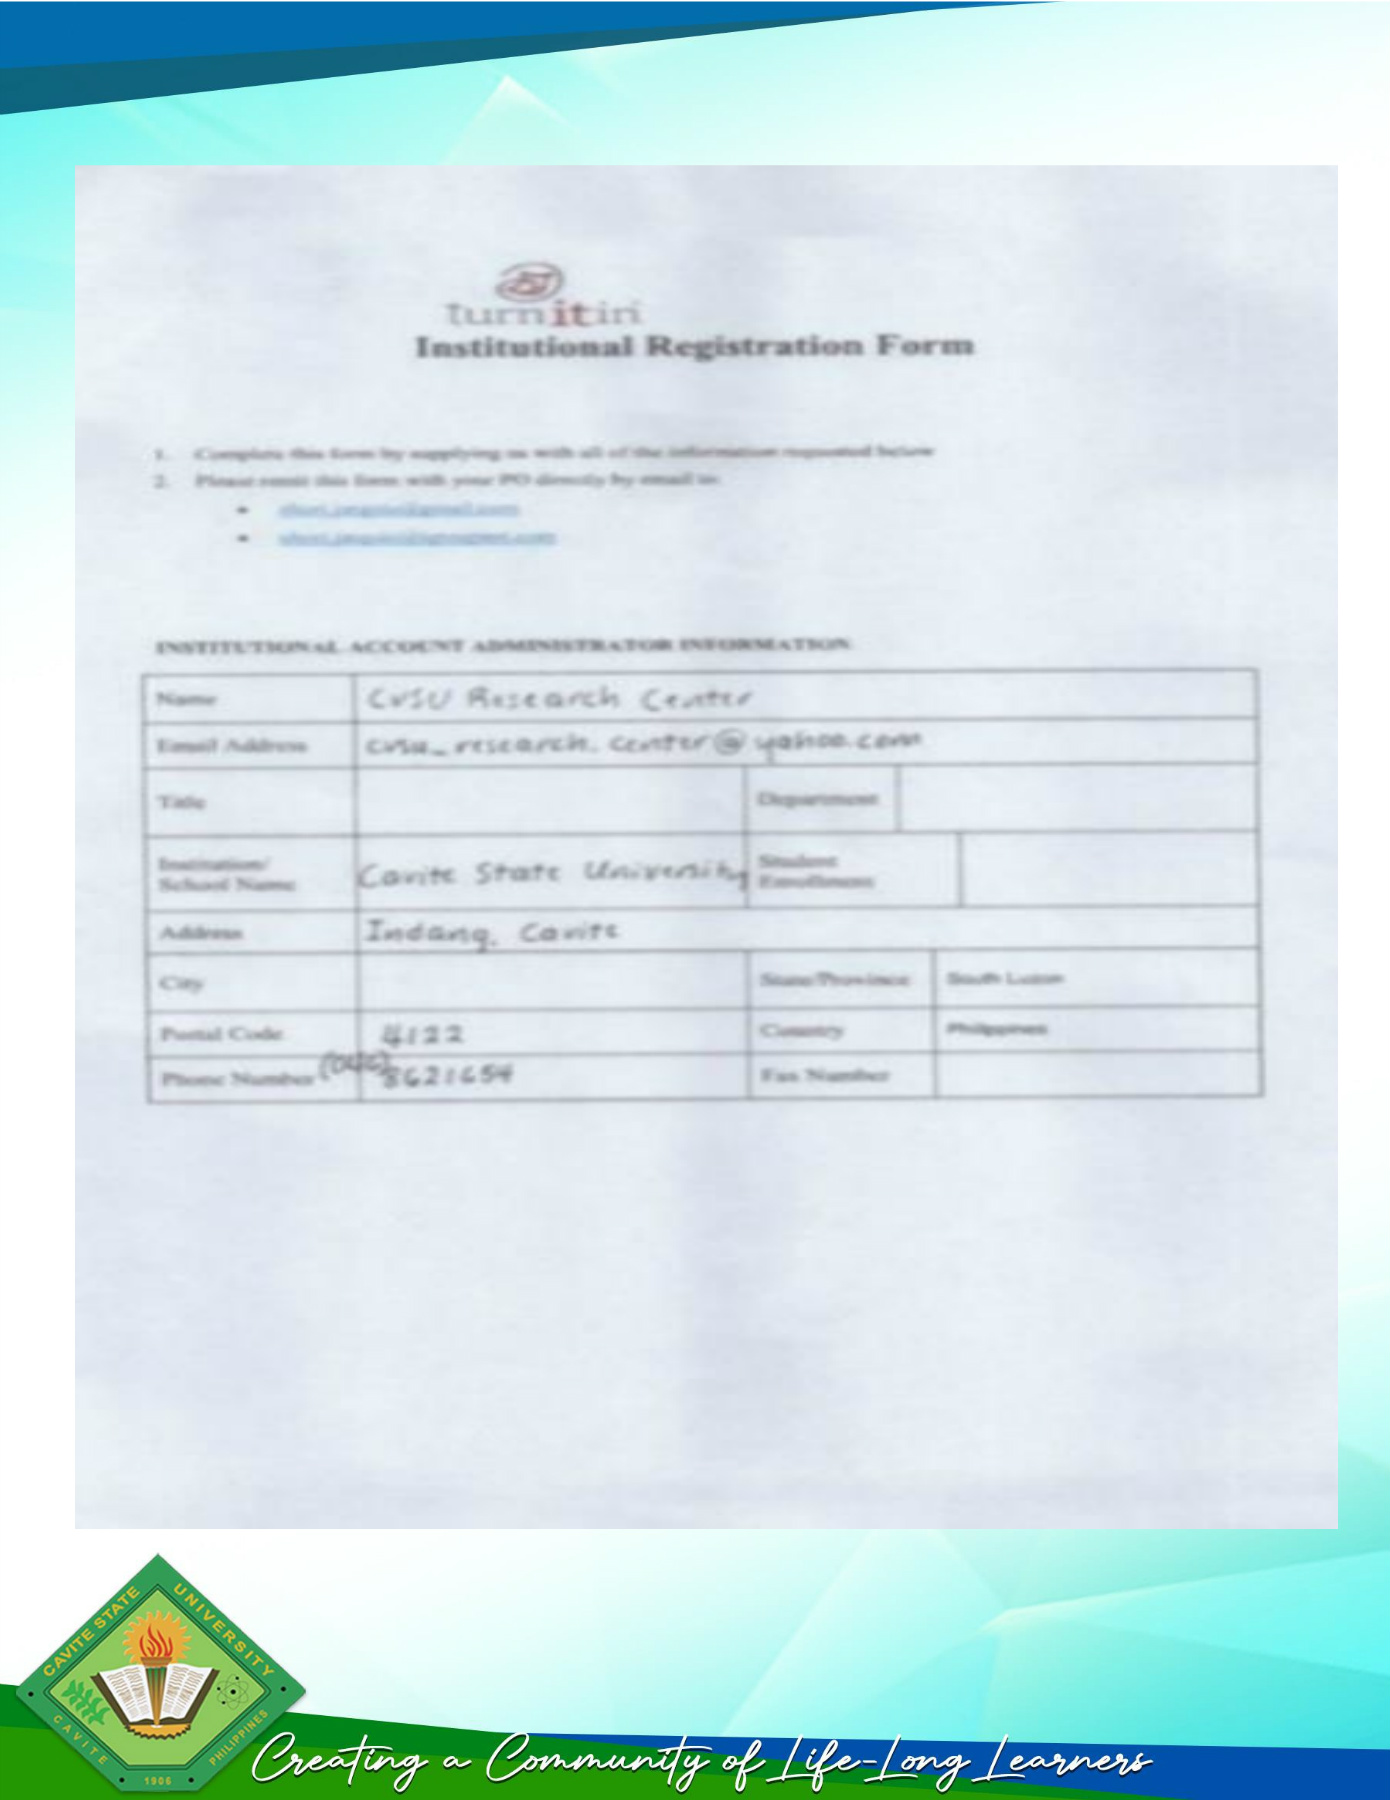 turnitin
Institutional Registration Form
1. Complete this form by supplying us with all of the information requested below
2. Please remit this form with your PO directly by email to:
INSTITUTIONAL ACCOUNT ADMINISTRATOR INFORMATION
Name CVSU Research Center
Email Address cvsu_research.center@yahoo.com
Title Department
Institution/ School Name Cavite State University Student Enrollment
Address Indang, Cavite
City State/Province South Luzon
Postal Code 4122 Country Philippines
Phone Number (046) 8621654 Fax Number
CAVITE STATE UNIVERSITY
CAVITE PHILIPPINES
1906
Creating a Community of Life-Long Learners